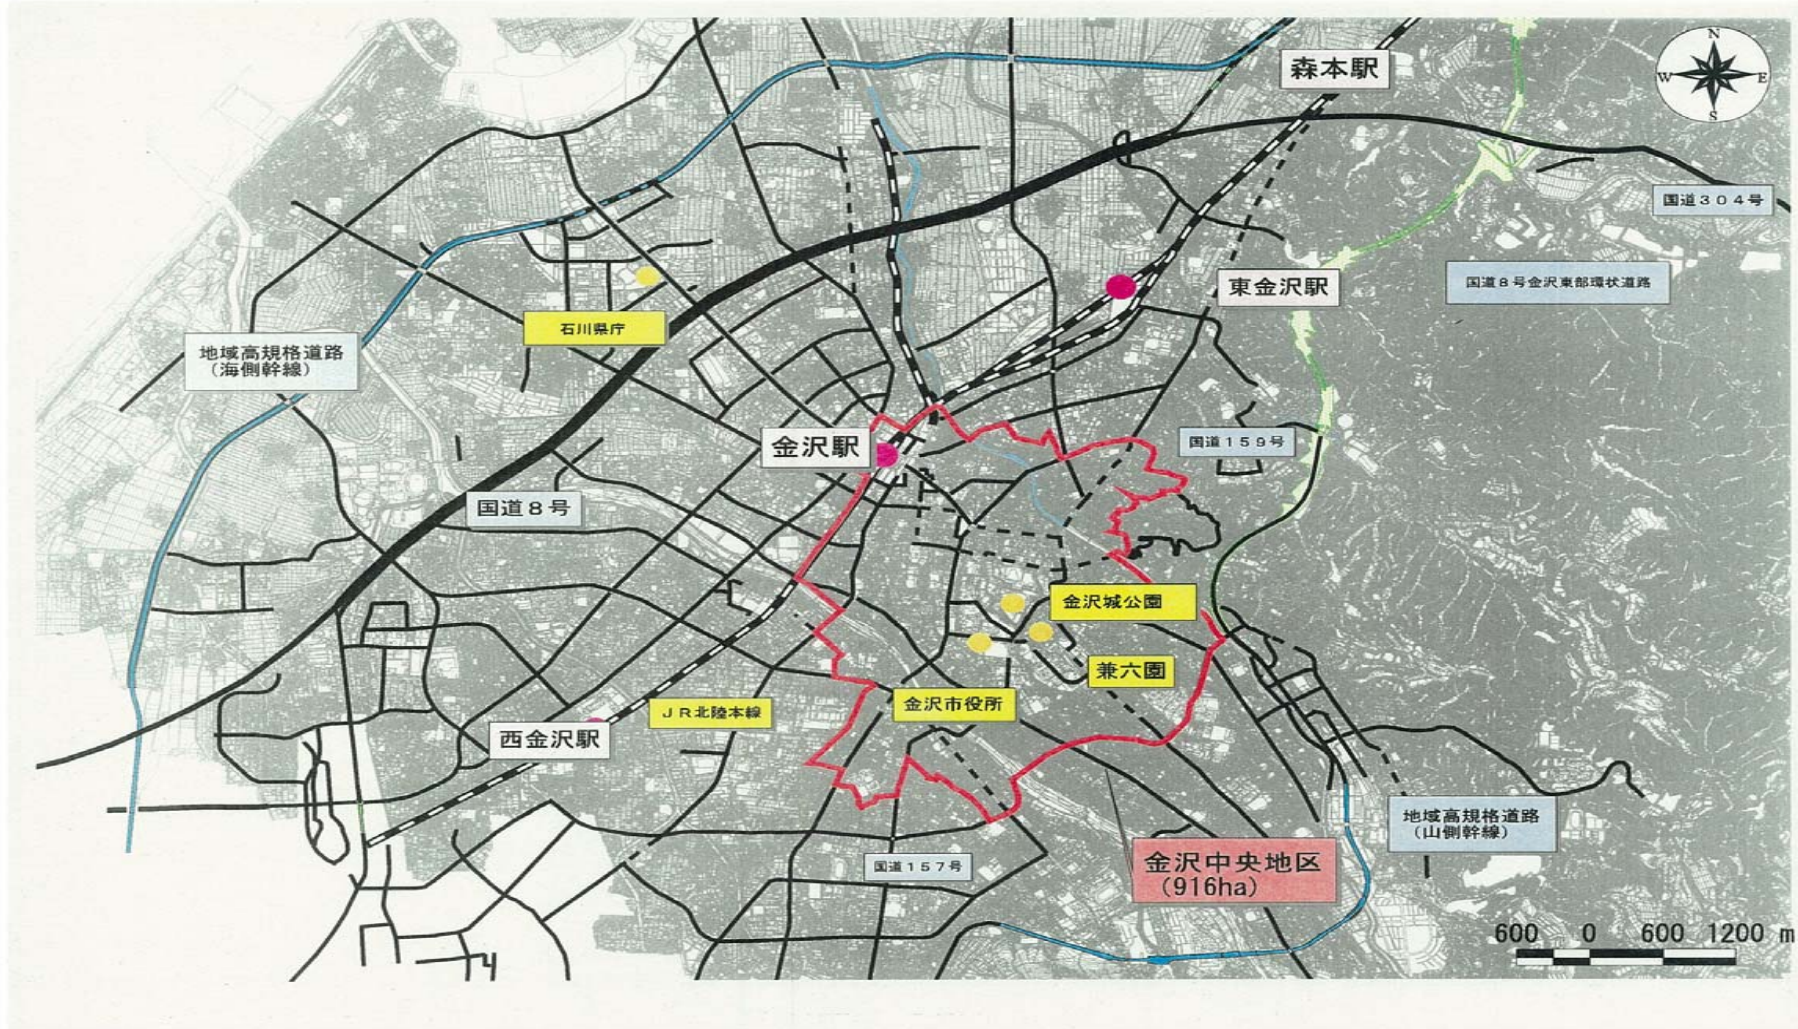 N
森本駅
W
E
S
国道304号
東金沢駅
国道8号金沢東部環状道路
石川県庁
地域高規格道路
(海側幹線)
金沢駅
国道159号
国道8号
金沢城公園
兼六園
金沢市役所
JR北陸本線
西金沢駅
地域高規格道路
(山側幹線)
国道157号
金沢中央地区
(916ha)
600 0 600 1200 m